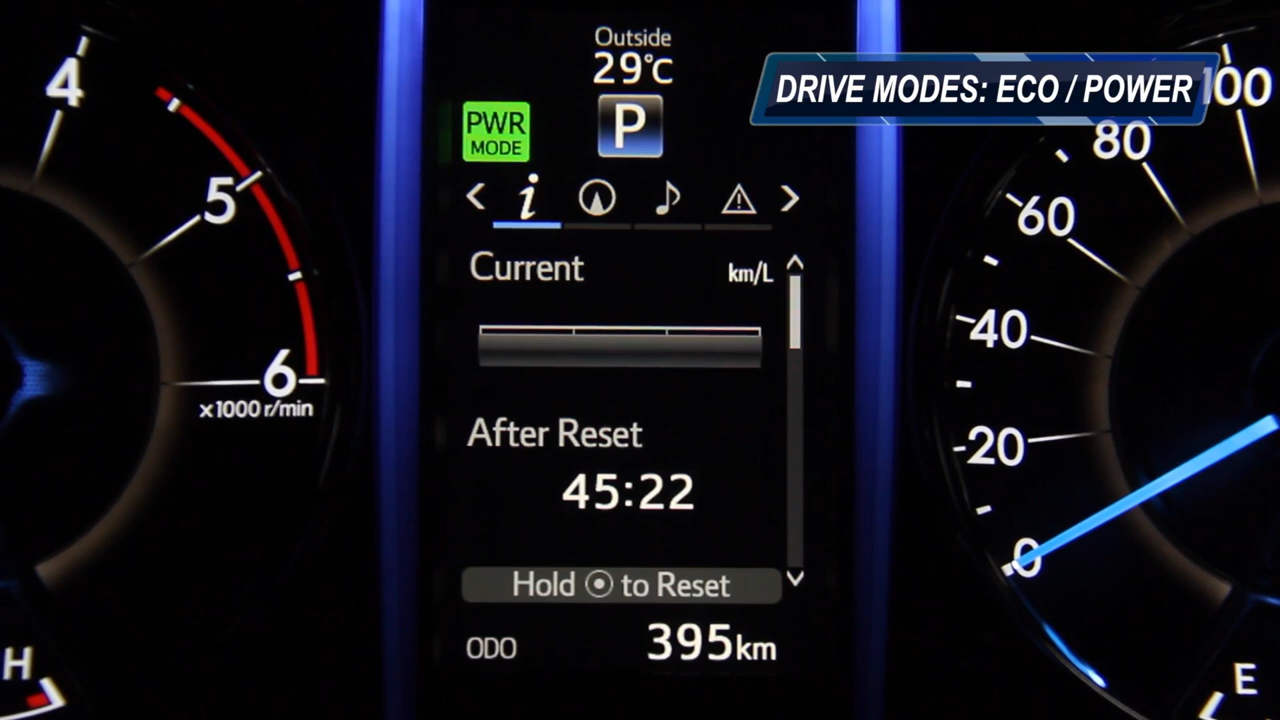 Outside
29°C
DRIVE MODES: ECO / POWER
PWR
MODE
P
i
Current
km/L
After Reset
45:22
Hold to Reset
ODO
395km
4
5
6
x1000 r/min
H
100
80
60
40
20
0
E